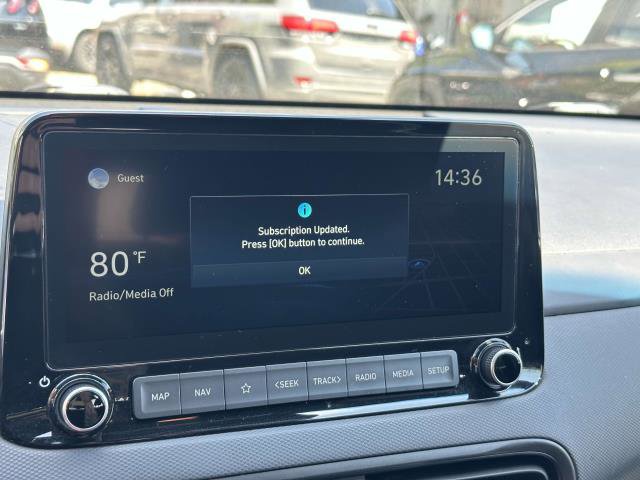 Guest
14:36
Subscription Updated.
Press [OK] button to continue.
OK
80°F
Radio/Media Off
MAP
NAV
<SEEK
TRACK>
RADIO
MEDIA
SETUP